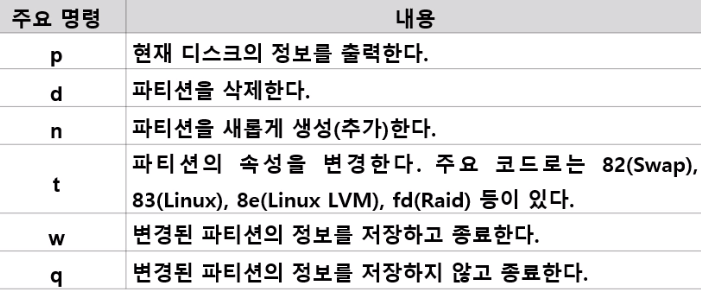 주요 명령 내용
p 현재 디스크의 정보를 출력한다.
d 파티션을 삭제한다.
n 파티션을 새롭게 생성(추가)한다.
t 파티션의 속성을 변경한다. 주요 코드로는 82(Swap),
83(Linux), 8e(Linux LVM), fd(Raid) 등이 있다.
w 변경된 파티션의 정보를 저장하고 종료한다.
q 변경된 파티션의 정보를 저장하지 않고 종료한다.